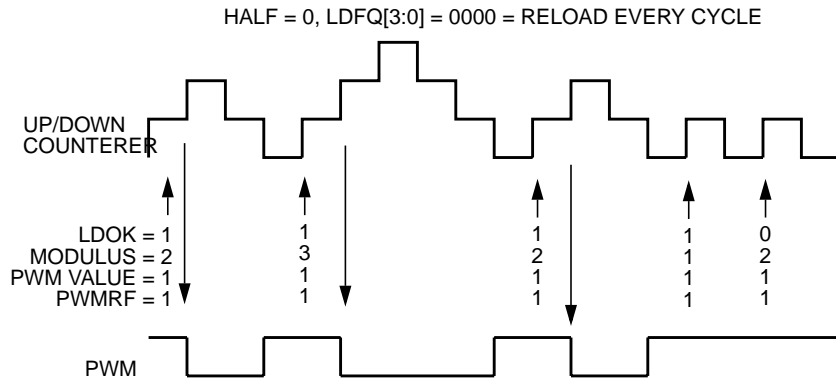 HALF = 0, LDFQ[3:0] = 0000 = RELOAD EVERY CYCLE
UP/DOWN
COUNTERER
LDOK = 1 1 1 1 0
MODULUS = 2 3 2 1 2
PWM VALUE = 1 1 1 1 1
PWMRF = 1 1 1 1 1
PWM